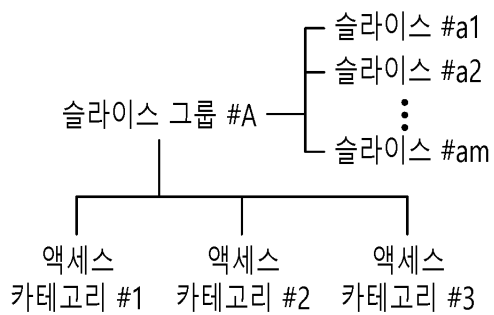 슬라이스 #a1
슬라이스 #a2
슬라이스 그룹 #A
슬라이스 #am
액세스 카테고리 #1
액세스 카테고리 #2
액세스 카테고리 #3